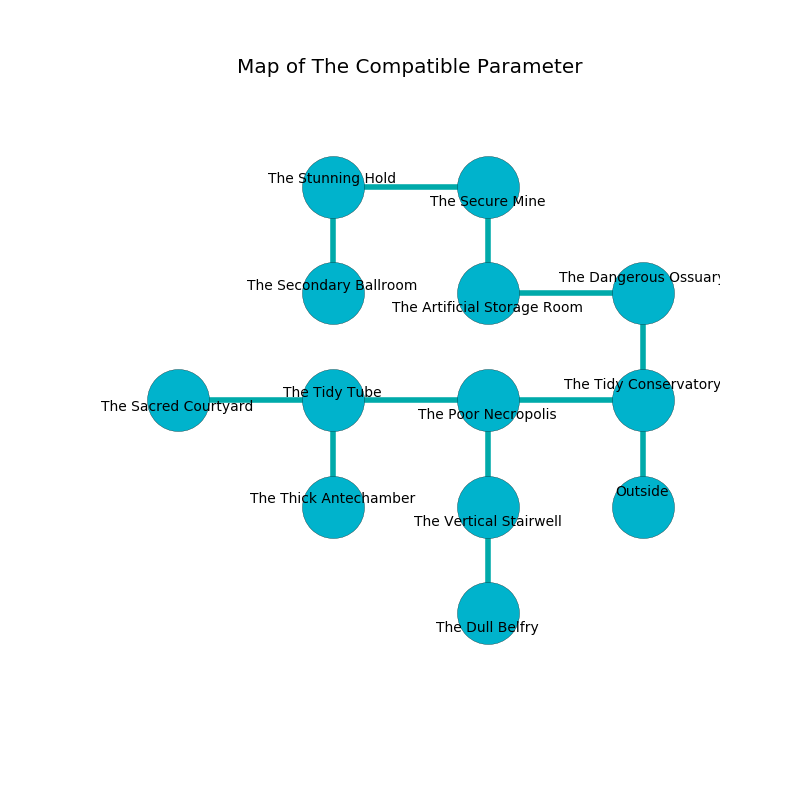 Map of The Compatible Parameter
The Stunning Hold
The Secure Mine
The Dangerous Ossuary
The Secondary Ballroom
The Artificial Storage Room
The Tidy Conservatory
The Tidy Tube
The Sacred Courtyard
The Poor Necropolis
Outside
The Thick Antechamber
The Vertical Stairwell
The Dull Belfry